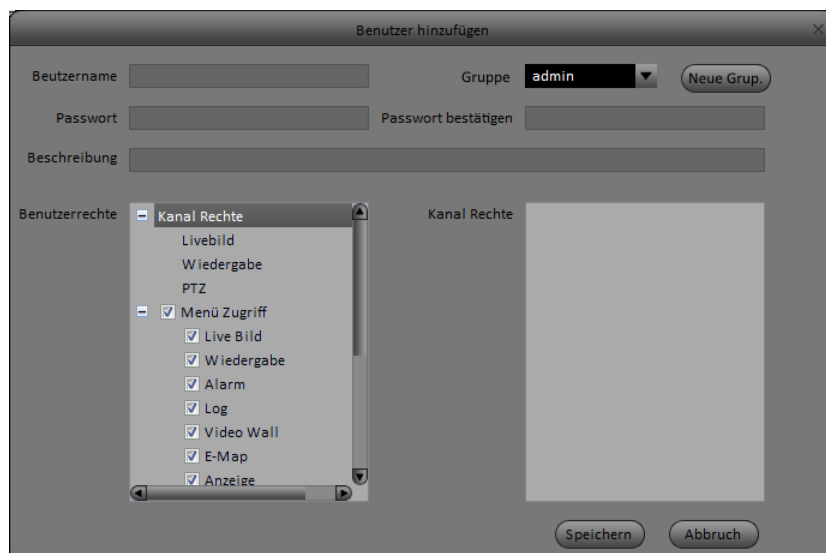 Benutzer hinzufügen
Beutzername
Gruppe admin Neue Grup.
Passwort
Passwort bestätigen
Beschreibung
Benutzerrechte
Kanal Rechte
Livebild
Wiedergabe
PTZ
Menü Zugriff
Live Bild
Wiedergabe
Alarm
Log
Video Wall
E-Map
Anzeige
Kanal Rechte
Speichern
Abbruch